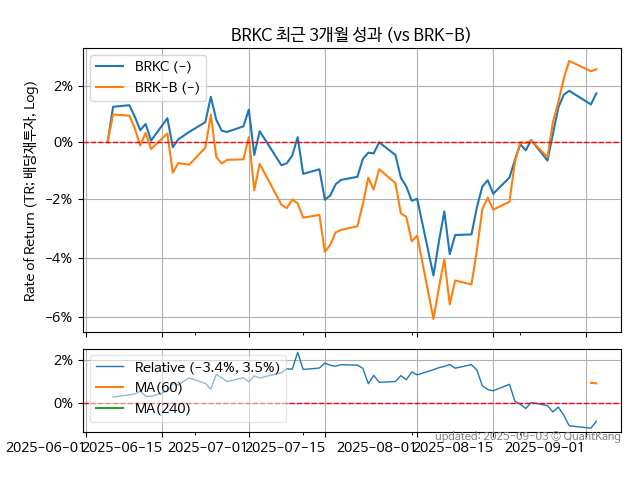 BRKC 최근 3개월 성과 (vs BRK-B)
Rate of Return (TR: 배당재투자, Log)
BRKC (-)
BRK-B (-)
2%
0%
-2%
-4%
-6%
Relative (-3.4%, 3.5%)
MA(60)
MA(240)
2%
0%
updated: 2025-09-03 © QuantKang
2025-06-01
2025-06-15
2025-07-01
2025-07-15
2025-08-01
2025-08-15
2025-09-01